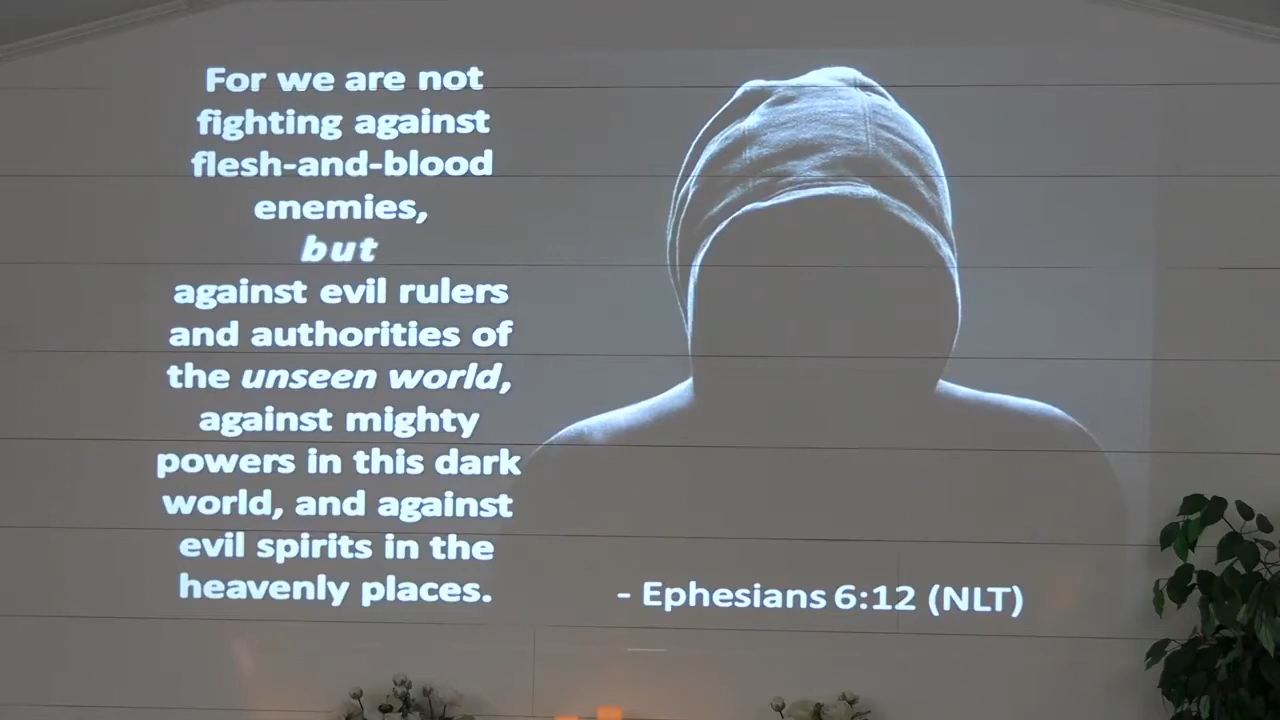 For we are not
fighting against
flesh-and-blood
enemies,
but
against evil rulers
and authorities of
the unseen world,
against mighty
powers in this dark
world, and against
evil spirits in the
heavenly places.
- Ephesians 6:12 (NLT)